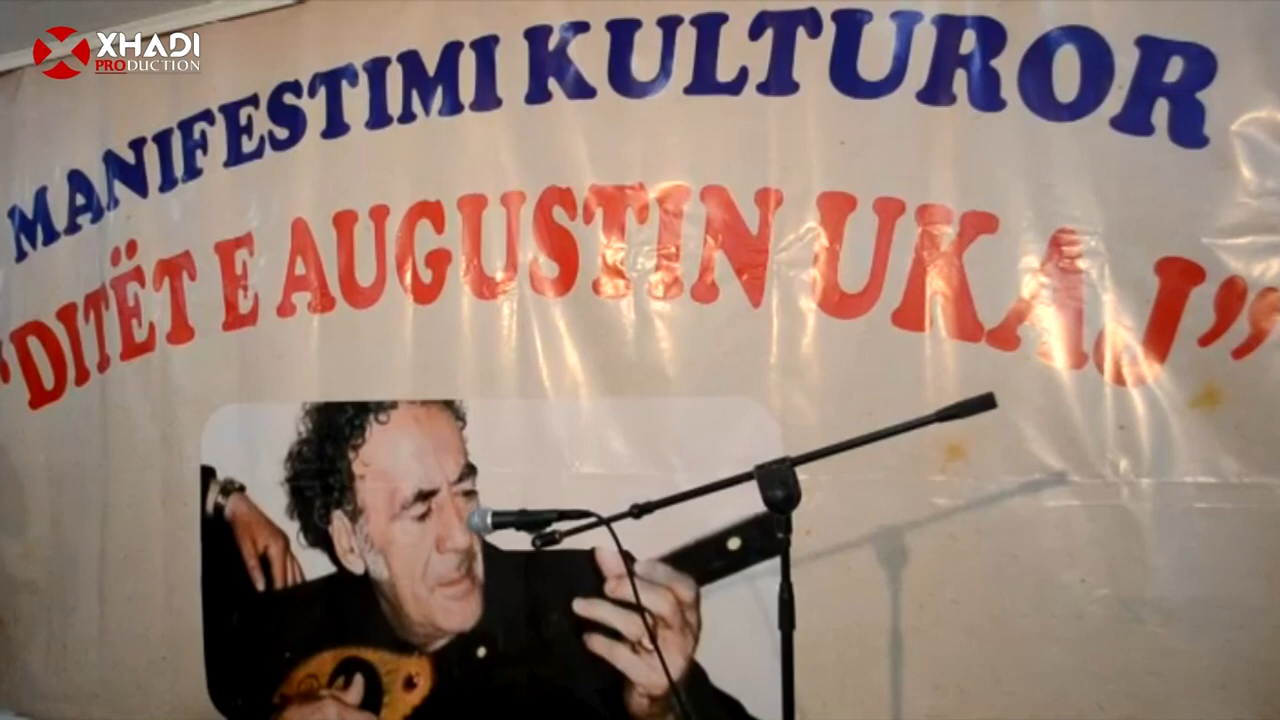 XHADI
PRODUCTION
MANIFESTIMI KULTUROR
“DITËT E AUGUSTIN UKAJ”